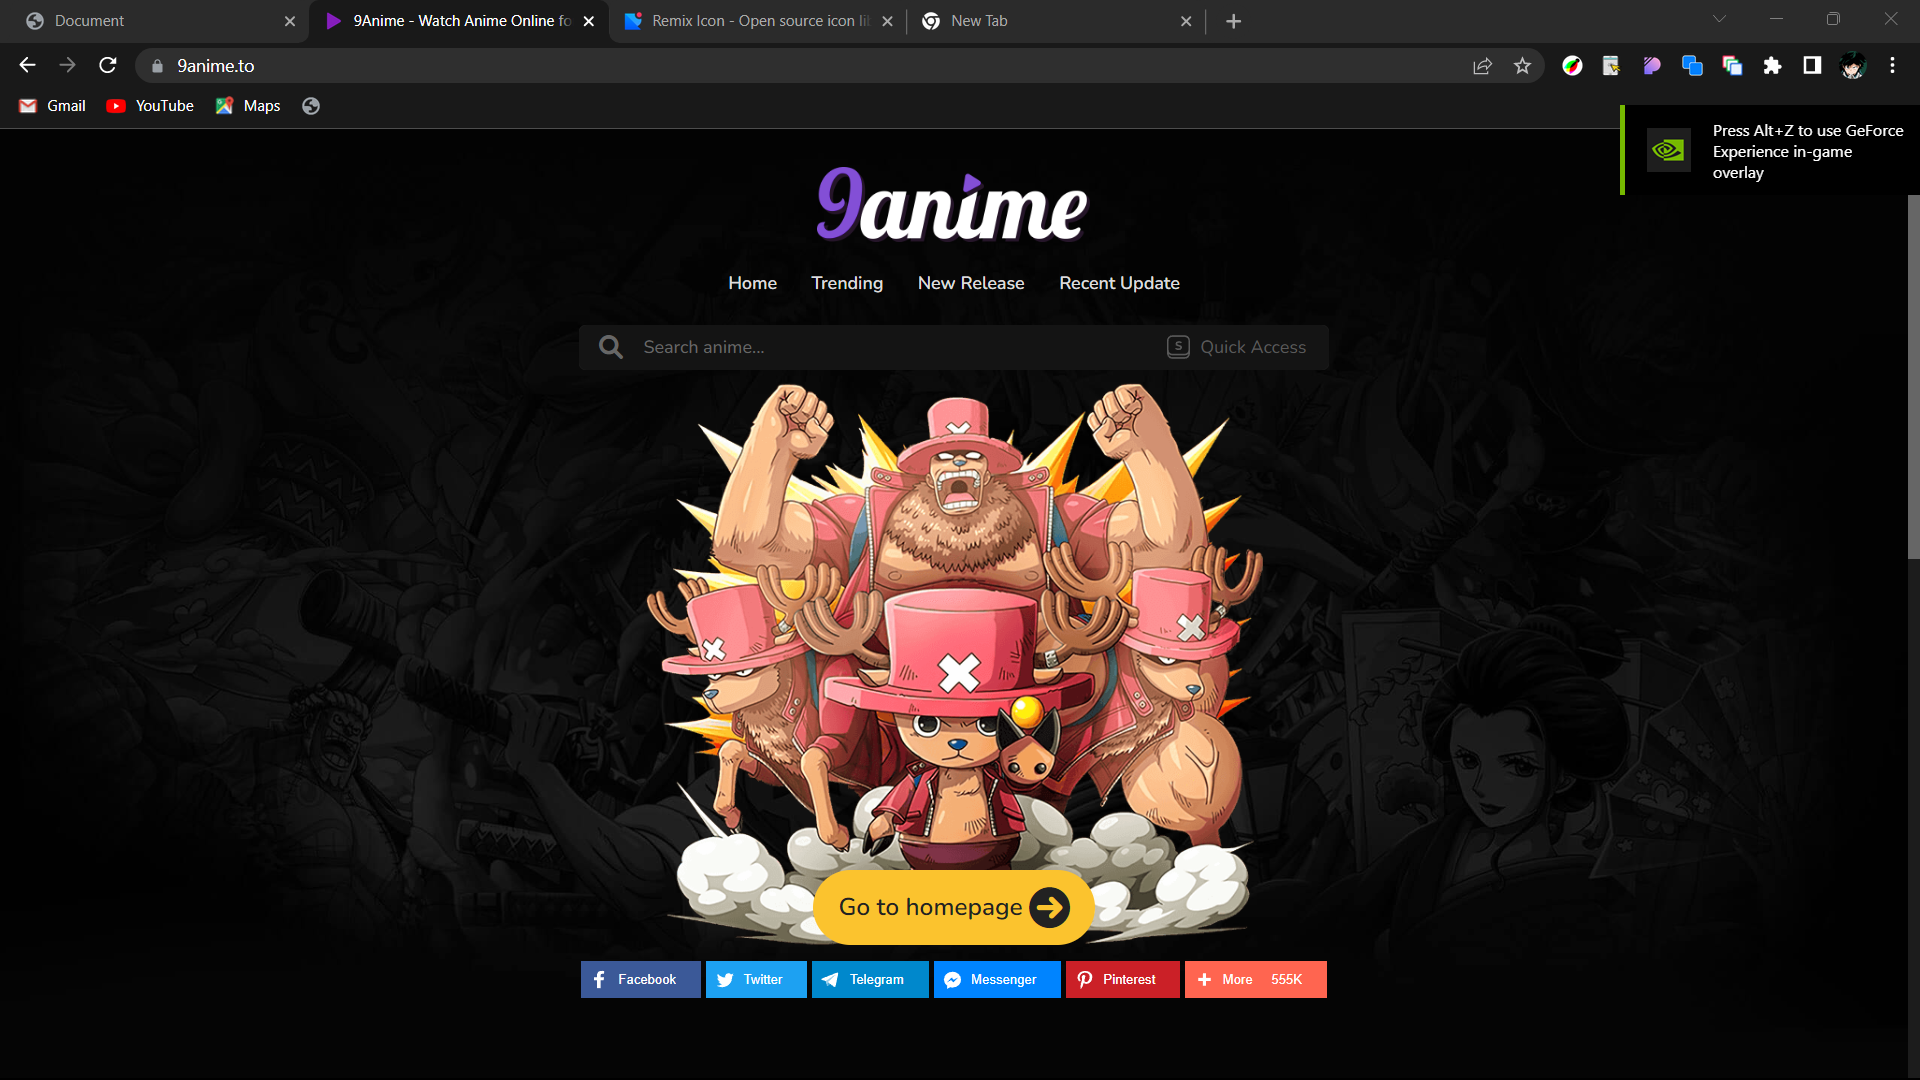 Document
9Anime - Watch Anime Online fo
Remix Icon - Open source icon lib
New Tab
9anime.to
Gmail
YouTube
Maps
Press Alt+Z to use GeForce
Experience in-game
overlay
9anime
Home
Trending
New Release
Recent Update
Search anime...
S
Quick Access
Go to homepage
Facebook
Twitter
Telegram
Messenger
Pinterest
More 555K